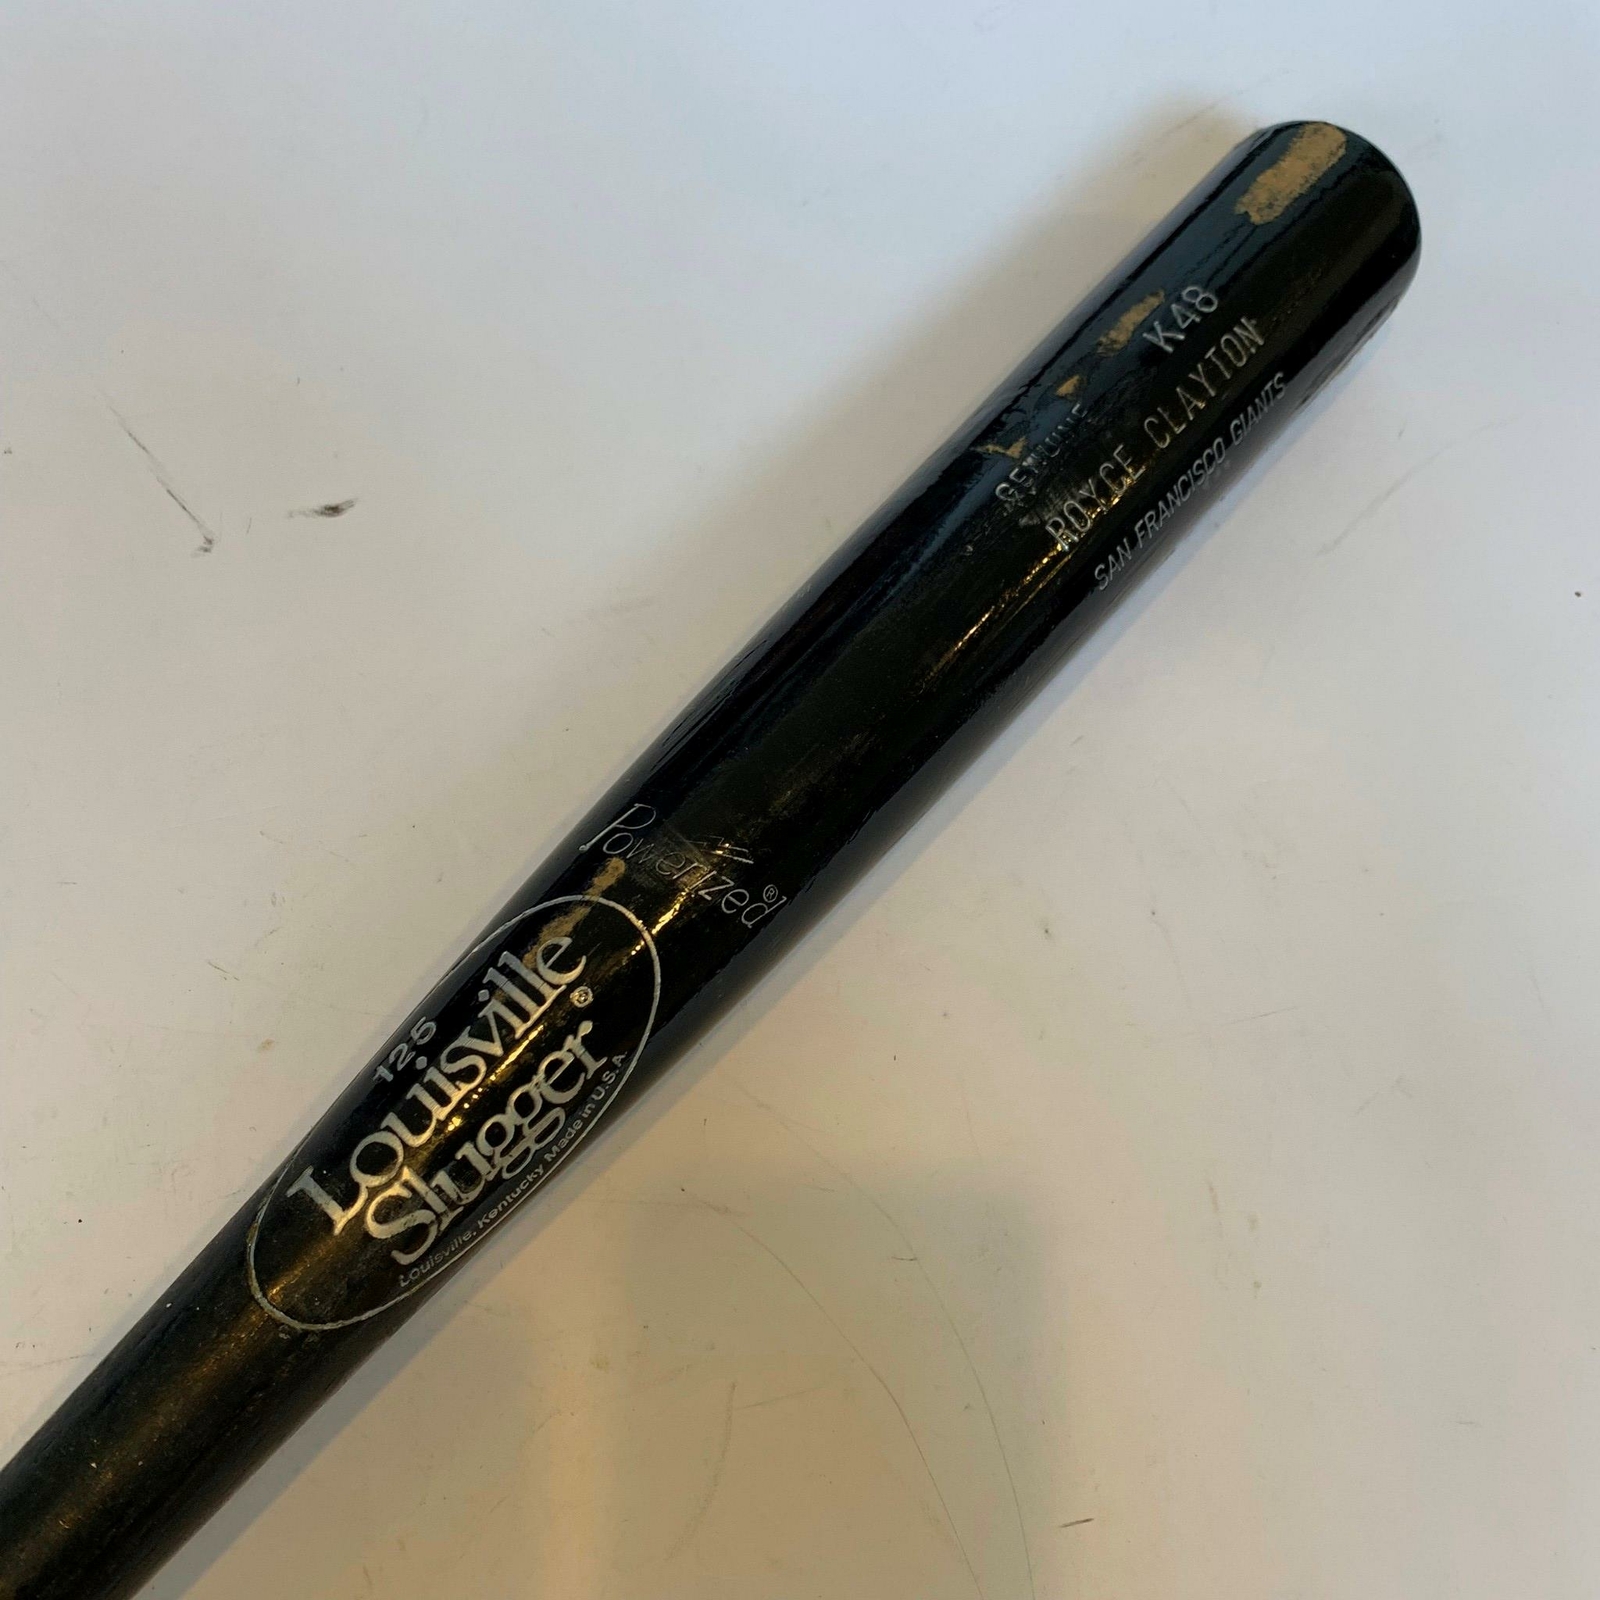 K48
GENUINE
ROYCE CLAYTON
SAN FRANCISCO GIANTS
Powerized®
125
Louisville
Slugger®
Louisville, Kentucky Made in U.S.A.